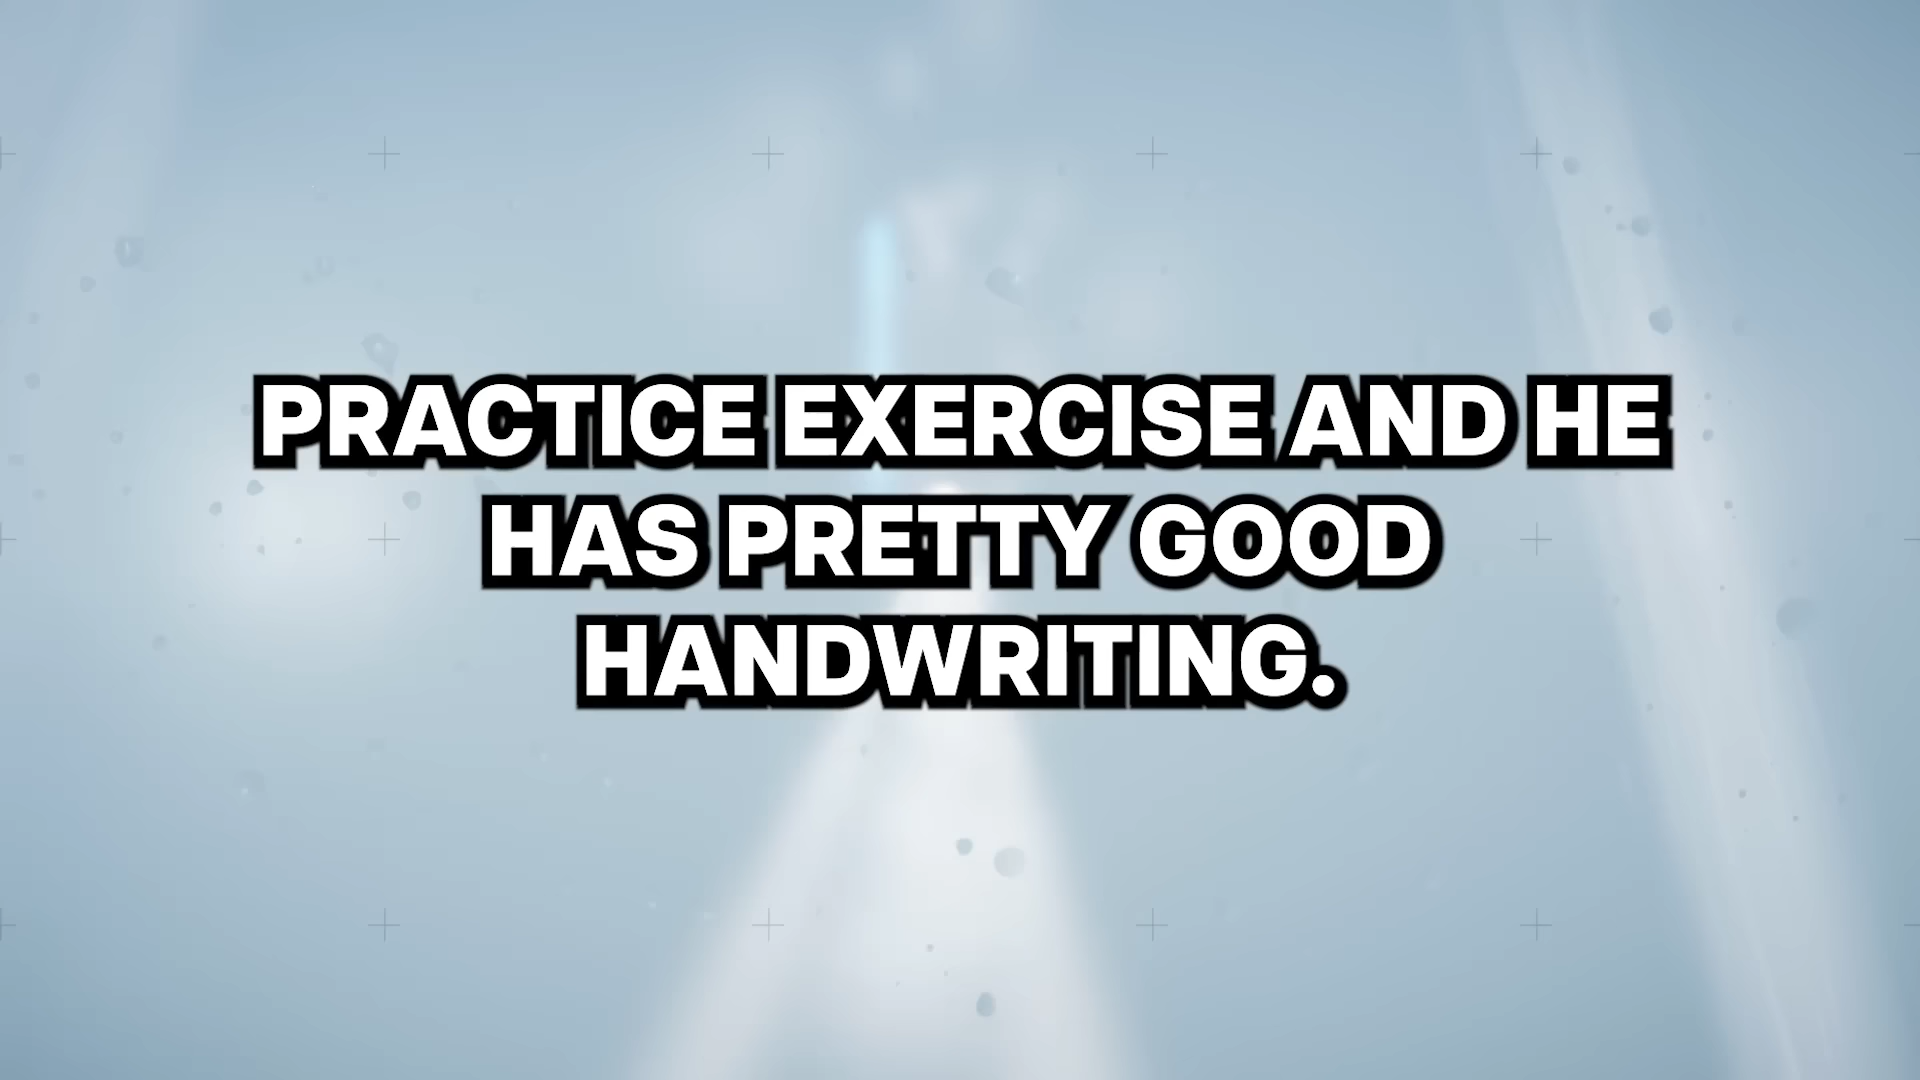 PRACTICE EXERCISE AND HE
HAS PRETTY GOOD
HANDWRITING.